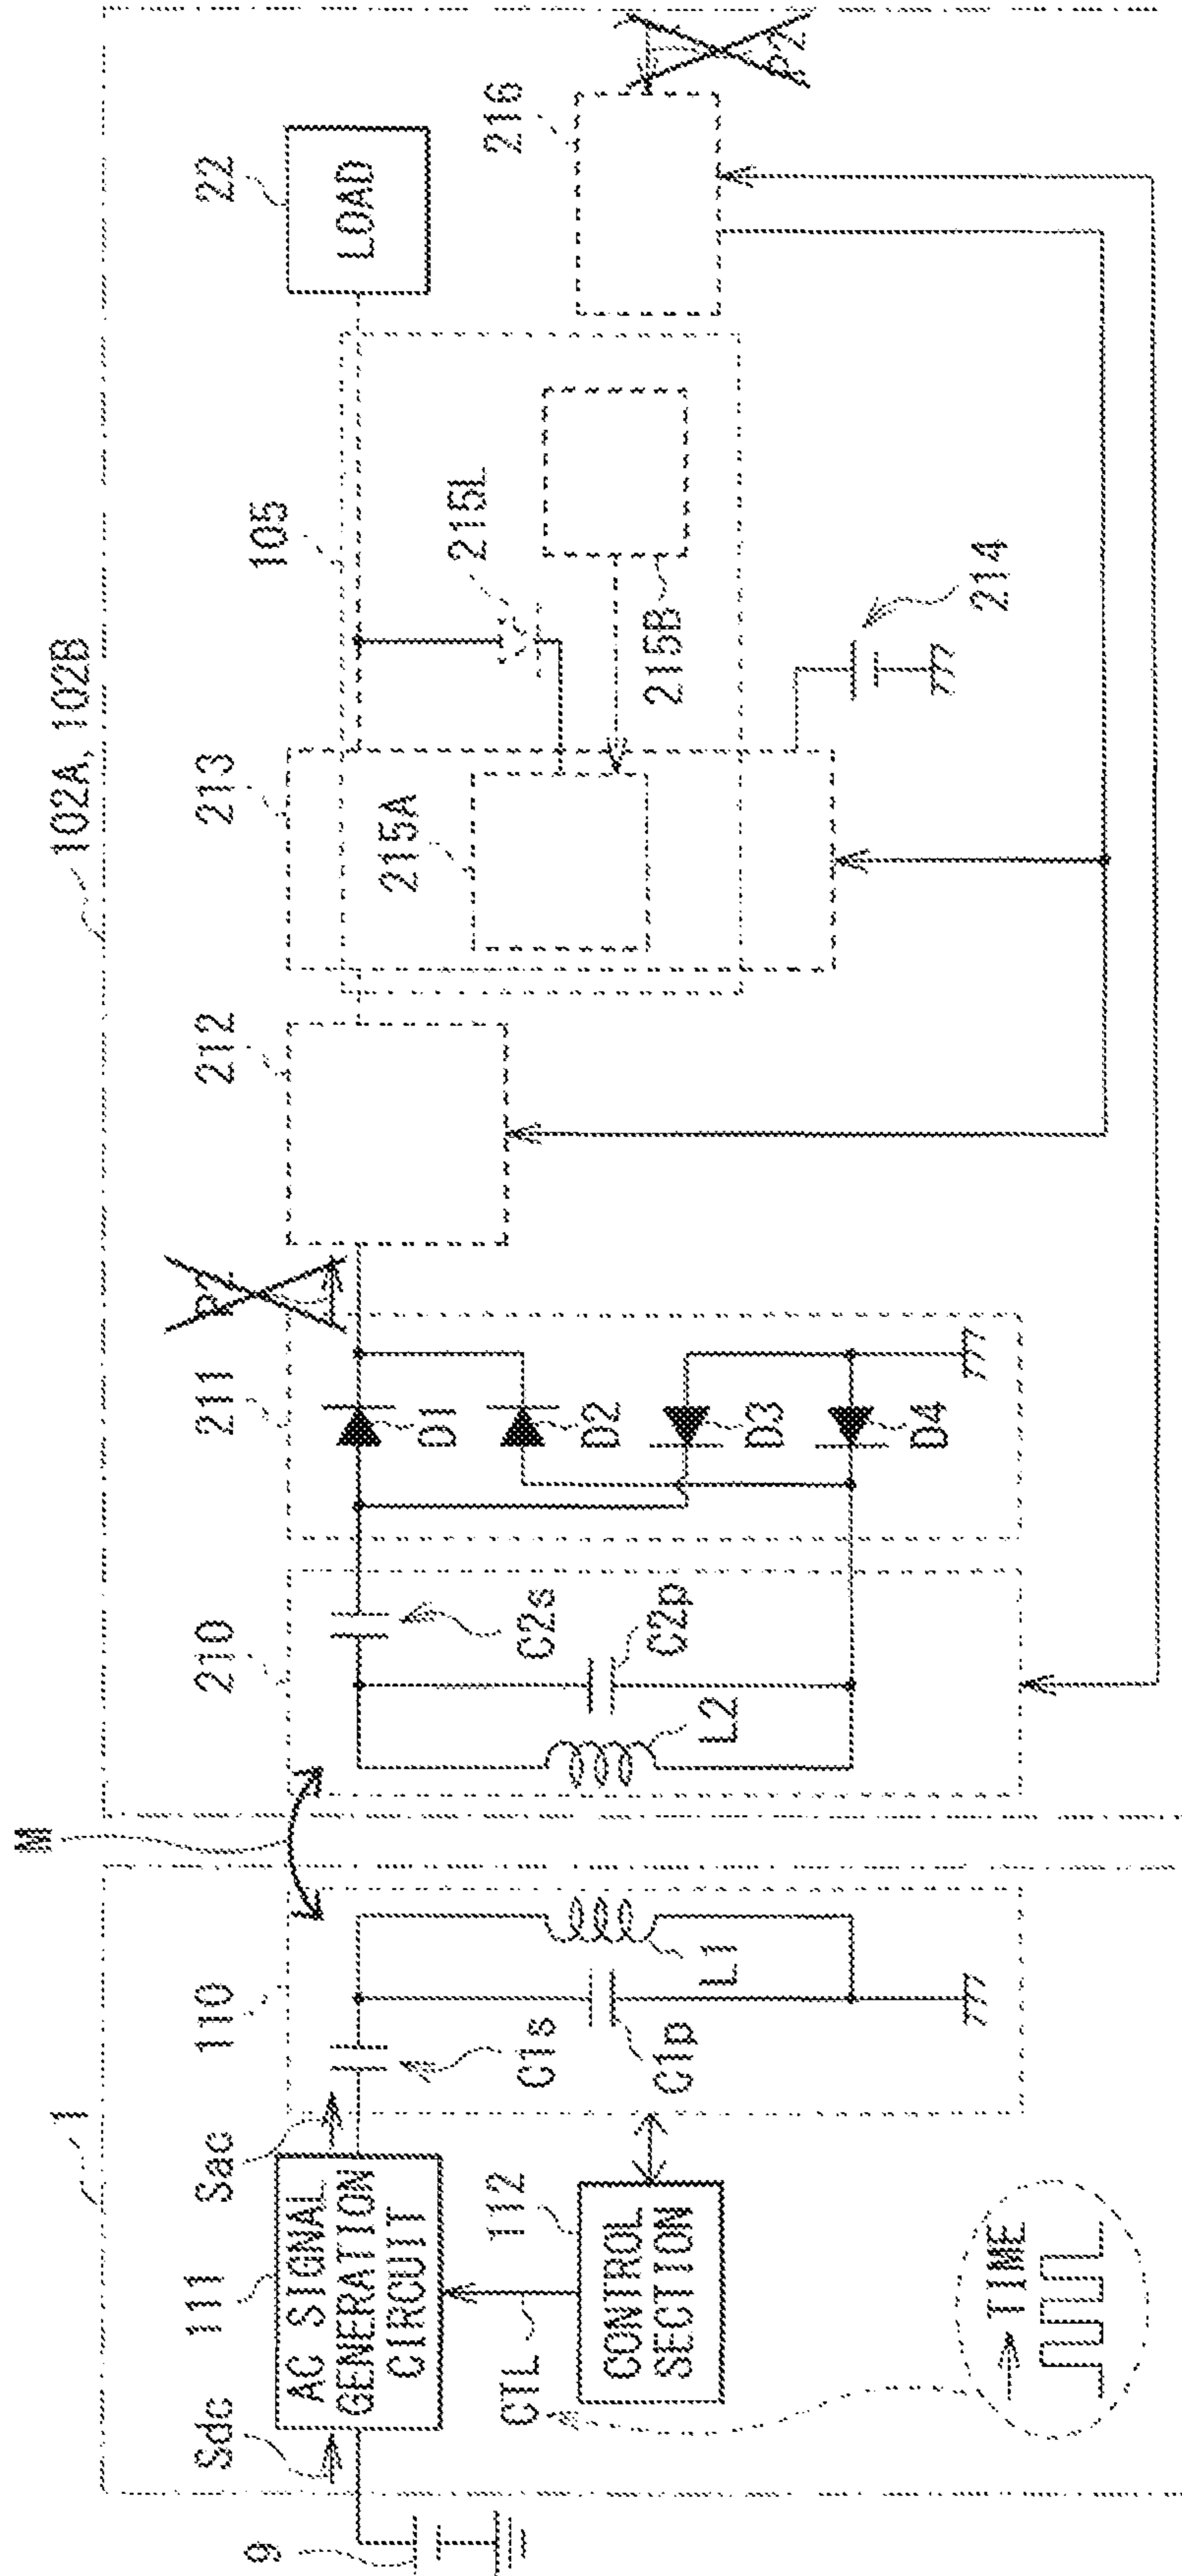 102A, 102B
1
M
9
Sdc
111
AC SIGNAL
GENERATION
CIRCUIT
Sac
110
C1s
C1p
L1
CTL
112
CONTROL
SECTION
TIME
210
C2s
C2p
L2
211
D1
D2
D3
D4
P2
212
213
215A
105
215L
215B
214
22
LOAD
216
P2